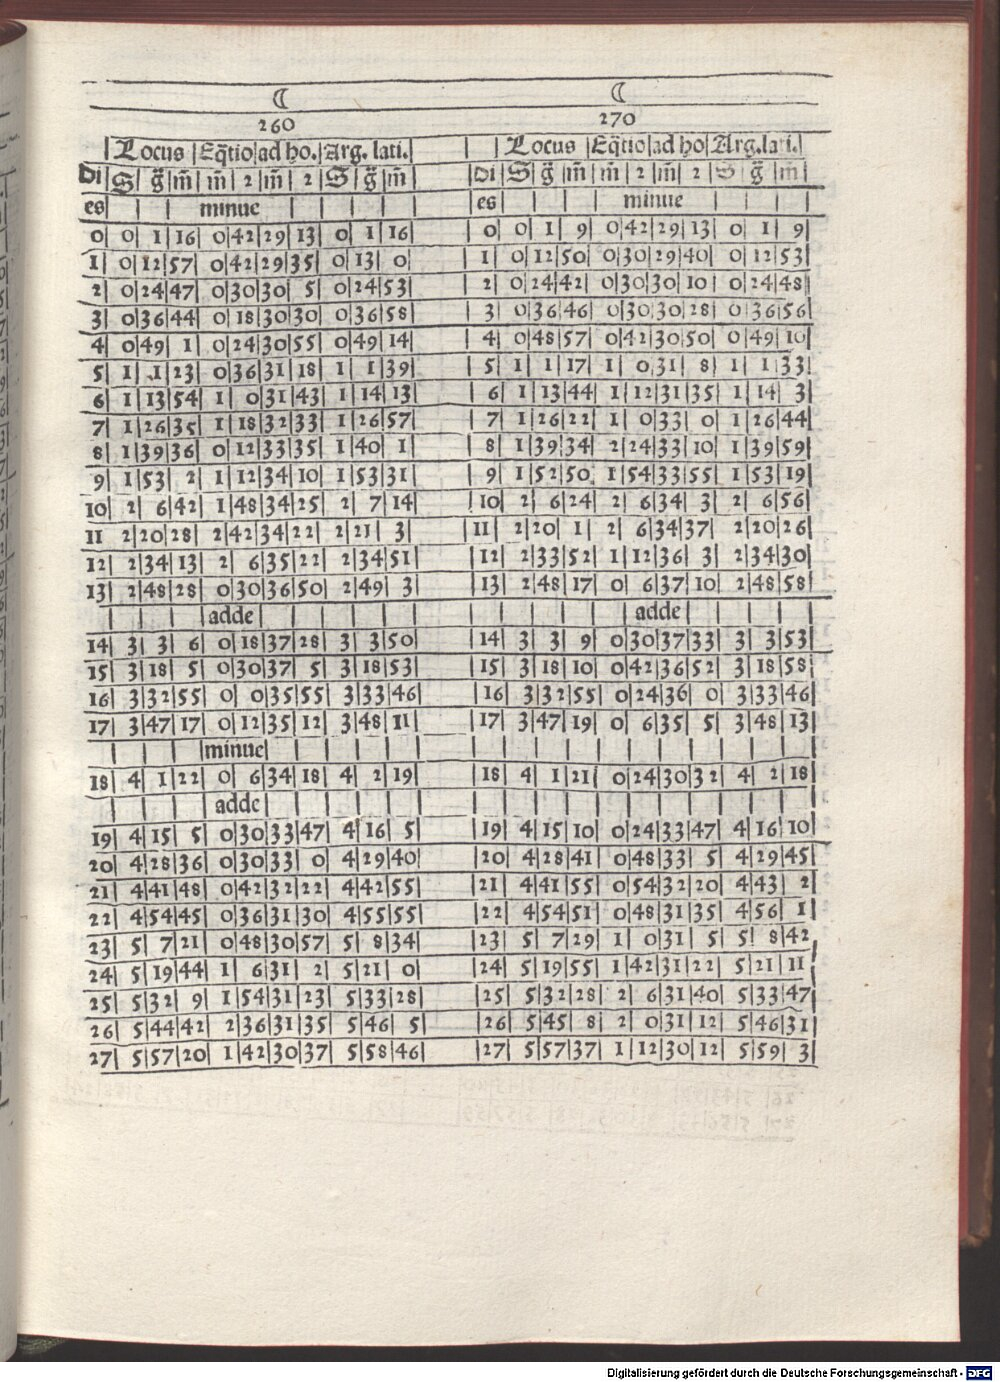 ☾ ☾
260 270
| Locus | Eq̃tio | ad ho. | Arg. lati. | | | Locus | Eq̃tio | ad ho | Arg. lati. |
Di | S | g̃ | m̃ | m̃ | 2 | m̃ | 2 | S | g̃ | m̃ | | Di | S | g̃ | m̃ | m̃ | 2 | m̃ | 2 | S | g̃ | m̃ |
es | | | minue | | | | | es | | | | minue | | | |
0| 0| 1|16| 0|42|29|13| 0| 1|16| | 0| 0| 1| 9| 0|42|29|13| 0| 1| 9|
1| 0|12|57| 0|42|29|35| 0|13| 0| | 1| 0|12|50| 0|30|29|40| 0|12|53|
2| 0|24|47| 0|30|30| 5| 0|24|53| | 2| 0|24|42| 0|30|30|10| 0|24|48|
3| 0|36|44| 0|18|30|30| 0|36|58| | 3| 0|36|46| 0|30|30|28| 0|36|56|
4| 0|49| 1| 0|24|30|55| 0|49|14| | 4| 0|48|57| 0|42|30|50| 0|49|10|
5| 1| 1|23| 0|36|31|18| 1| 1|39| | 5| 1| 1|17| 1| 0|31| 8| 1| 1|33|
6| 1|13|54| 1| 0|31|43| 1|14|13| | 6| 1|13|44| 1|12|31|35| 1|14| 3|
7| 1|26|35| 1|18|32|33| 1|26|57| | 7| 1|26|22| 1| 0|33| 0| 1|26|44|
8| 1|39|36| 0|12|33|35| 1|40| 1| | 8| 1|39|34| 2|24|33|10| 1|39|59|
9| 1|53| 2| 1|12|34|10| 1|53|31| | 9| 1|52|50| 1|54|33|55| 1|53|19|
10| 2| 6|42| 1|48|34|25| 2| 7|14| |10| 2| 6|24| 2| 6|34| 3| 2| 6|56|
11| 2|20|28| 2|42|34|22| 2|21| 3| |11| 2|20| 1| 2| 6|34|37| 2|20|26|
12| 2|34|13| 2| 6|35|22| 2|34|51| |12| 2|33|52| 1|12|36| 3| 2|34|30|
13| 2|48|28| 0|30|36|50| 2|49| 3| |13| 2|48|17| 0| 6|37|10| 2|48|58|
| | | |adde| | | | | | | | | | |adde| | | |
14| 3| 3| 6| 0|18|37|28| 3| 3|50| |14| 3| 3| 9| 0|30|37|33| 3| 3|53|
15| 3|18| 5| 0|30|37| 5| 3|18|53| |15| 3|18|10| 0|42|36|52| 3|18|58|
16| 3|32|55| 0| 0|35|55| 3|33|46| |16| 3|32|55| 0|24|36| 0| 3|33|46|
17| 3|47|17| 0|12|35|12| 3|48|11| |17| 3|47|19| 0| 6|35| 5| 3|48|13|
| | | |minue| | | | | | | | | | | | | | | |
18| 4| 1|22| 0| 6|34|18| 4| 2|19| |18| 4| 1|21| 0|24|30|32| 4| 2|18|
| | | | adde | | | | | | | | | | | | | | | |
19| 4|15| 5| 0|30|33|47| 4|16| 5| |19| 4|15|10| 0|24|33|47| 4|16|10|
20| 4|28|36| 0|30|33| 0| 4|29|40| |20| 4|28|41| 0|48|33| 5| 4|29|45|
21| 4|41|48| 0|42|32|22| 4|42|55| |21| 4|41|55| 0|54|32|20| 4|43| 2|
22| 4|54|45| 0|36|31|30| 4|55|55| |22| 4|54|51| 0|48|31|35| 4|56| 1|
23| 5| 7|21| 0|48|30|57| 5| 8|34| |23| 5| 7|29| 1| 0|31| 5| 5| 8|42|
24| 5|19|44| 1| 6|31| 2| 5|21| 0| |24| 5|19|55| 1|42|31|22| 5|21|11|
25| 5|32| 9| 1|54|31|23| 5|33|28| |25| 5|32|28| 2| 6|31|40| 5|33|47|
26| 5|44|42| 2|36|31|35| 5|46| 5| |26| 5|45| 8| 2| 0|31|12| 5|46|31|
27| 5|57|20| 1|42|30|37| 5|58|46| |27| 5|57|37| 1|12|30|12| 5|59| 3|
Digitalisierung gefördert durch die Deutsche Forschungsgemeinschaft - DFG